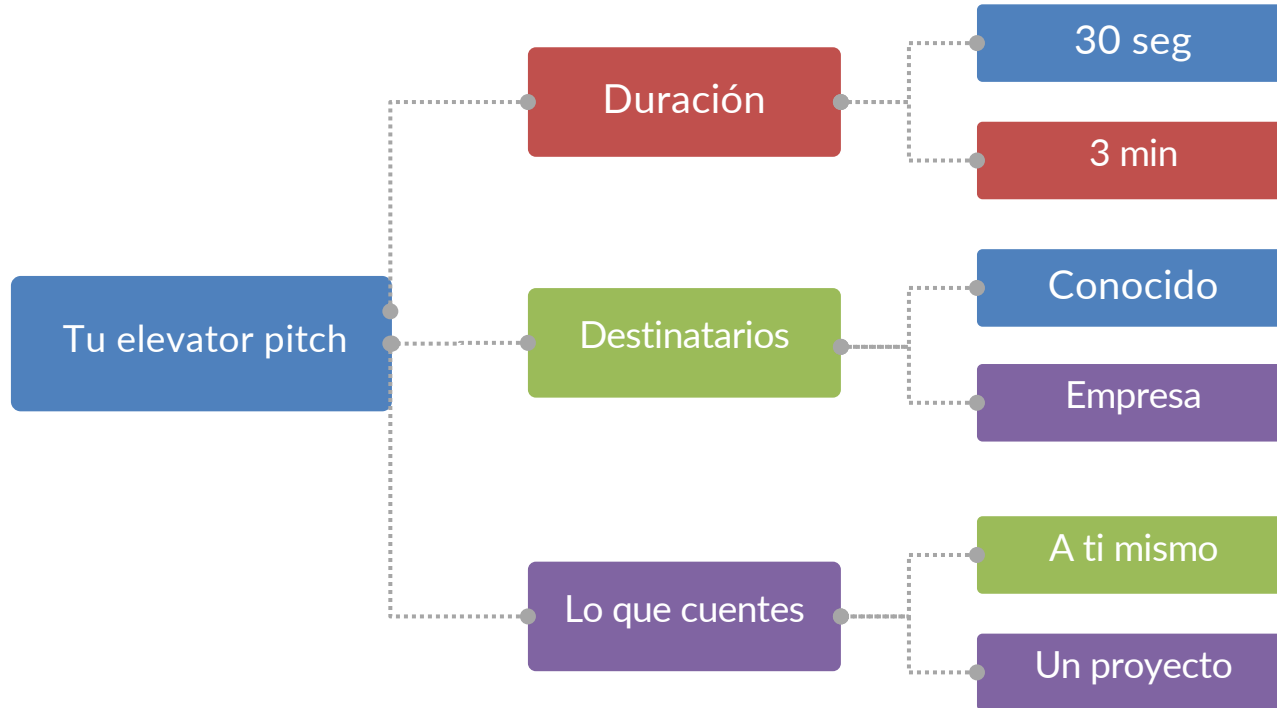 Tu elevator pitch
Duración
30 seg
3 min
Destinatarios
Conocido
Empresa
Lo que cuentes
A ti mismo
Un proyecto